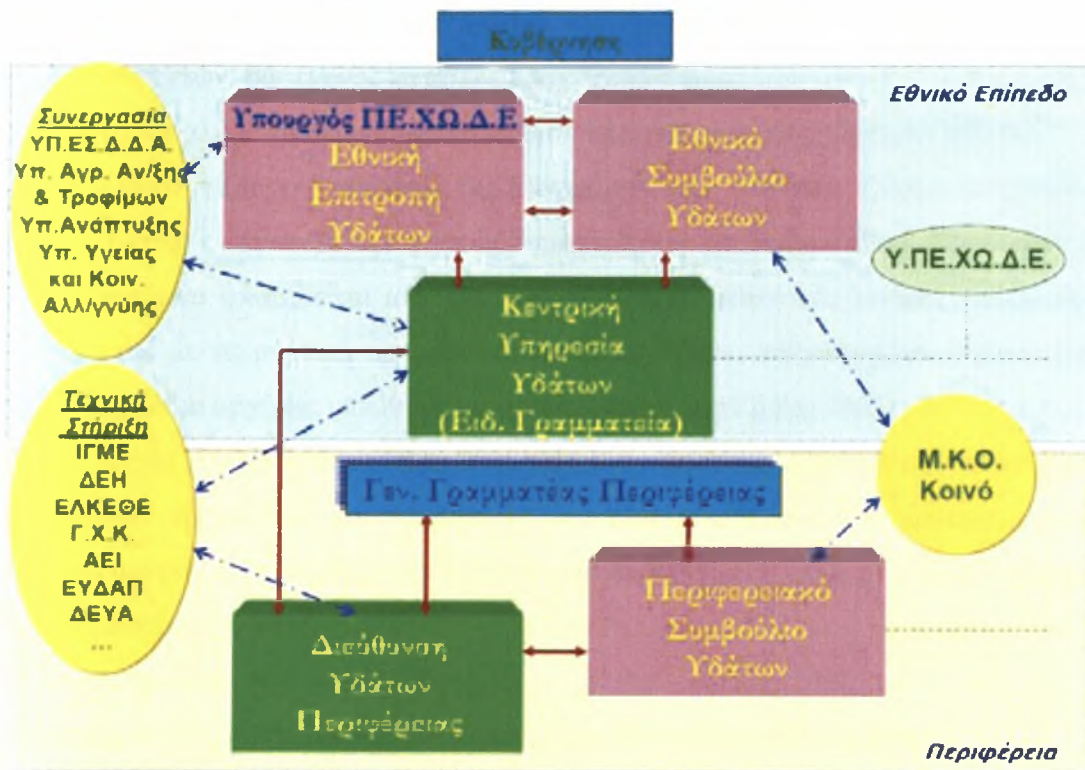 Κυβέρνηση
Εθνικό Επίπεδο
Συνεργασία
ΥΠ.ΕΣ.Δ.Δ.Α.
Υπ. Αγρ. Αν/ξης
& Τροφίμων
Υπ.Ανάπτυξης
Υπ. Υγείας
και Κοιν.
Αλλ/γγύης
Υπουργός ΠΕ.ΧΩ.Δ.Ε
Εθνική
Επιτροπή
Υδάτων
Εθνικό
Συμβούλιο
Υδάτων
Υ.ΠΕ.ΧΩ.Δ.Ε.
Κεντρική
Υπηρεσία
Υδάτων
(Ειδ. Γραμματεία)
Τεχνική
Στήριξη
ΙΓΜΕ
ΔΕΗ
ΕΛΚΕΘΕ
Γ.Χ.Κ.
ΑΕΙ
ΕΥΔΑΠ
ΔΕΥΑ
...
Γεν. Γραμματέας Περιφέρειας
Μ.Κ.Ο.
Κοινό
Περιφερειακό
Συμβούλιο
Υδάτων
Διεύθυνση
Υδάτων
Περιφέρειας
Περιφέρεια